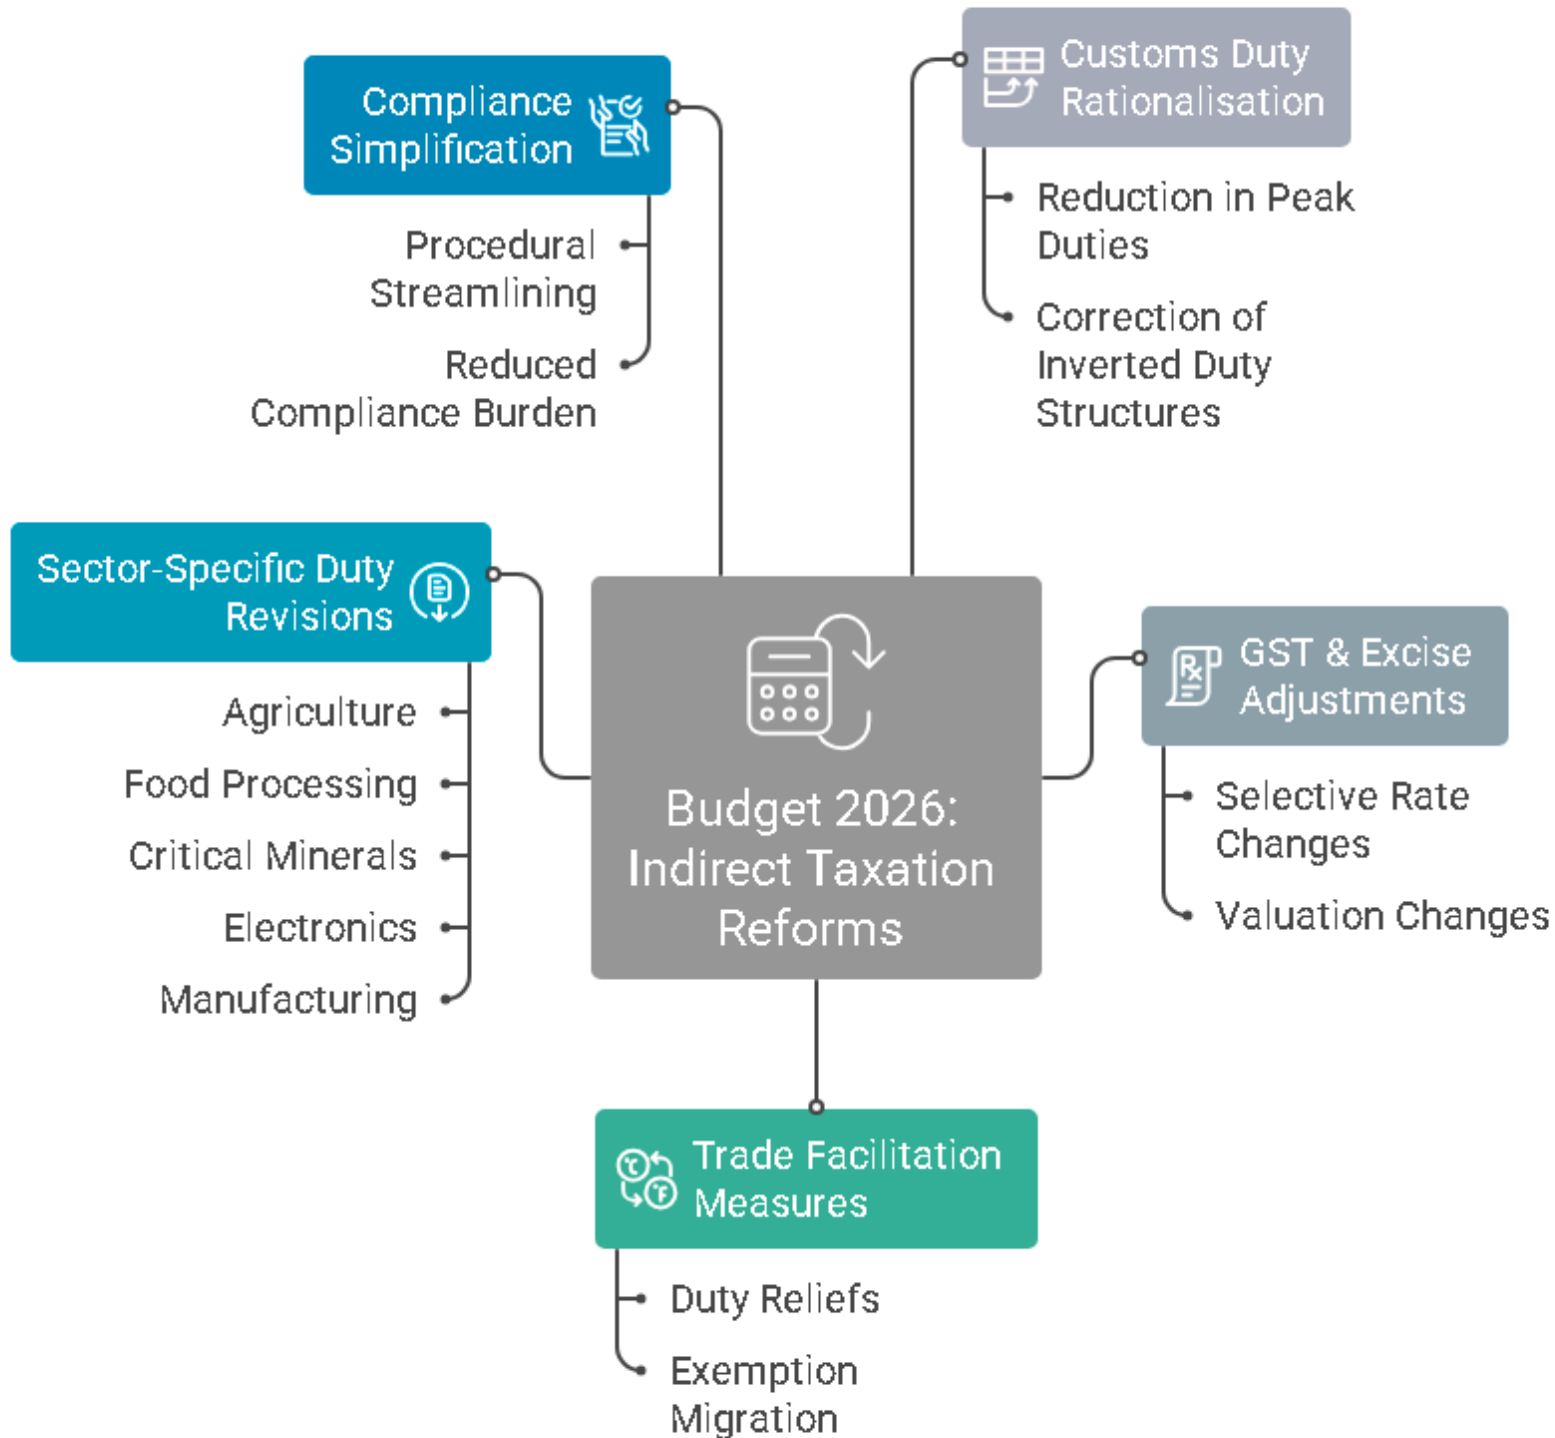 Compliance
Simplification
Procedural
Streamlining
Reduced
Compliance Burden
Customs Duty
Rationalisation
Reduction in Peak
Duties
Correction of
Inverted Duty
Structures
Sector-Specific Duty
Revisions
Agriculture
Food Processing
Critical Minerals
Electronics
Manufacturing
Budget 2026:
Indirect Taxation
Reforms
Rx
GST & Excise
Adjustments
Selective Rate
Changes
Valuation Changes
°C
°F
Trade Facilitation
Measures
Duty Reliefs
Exemption
Migration